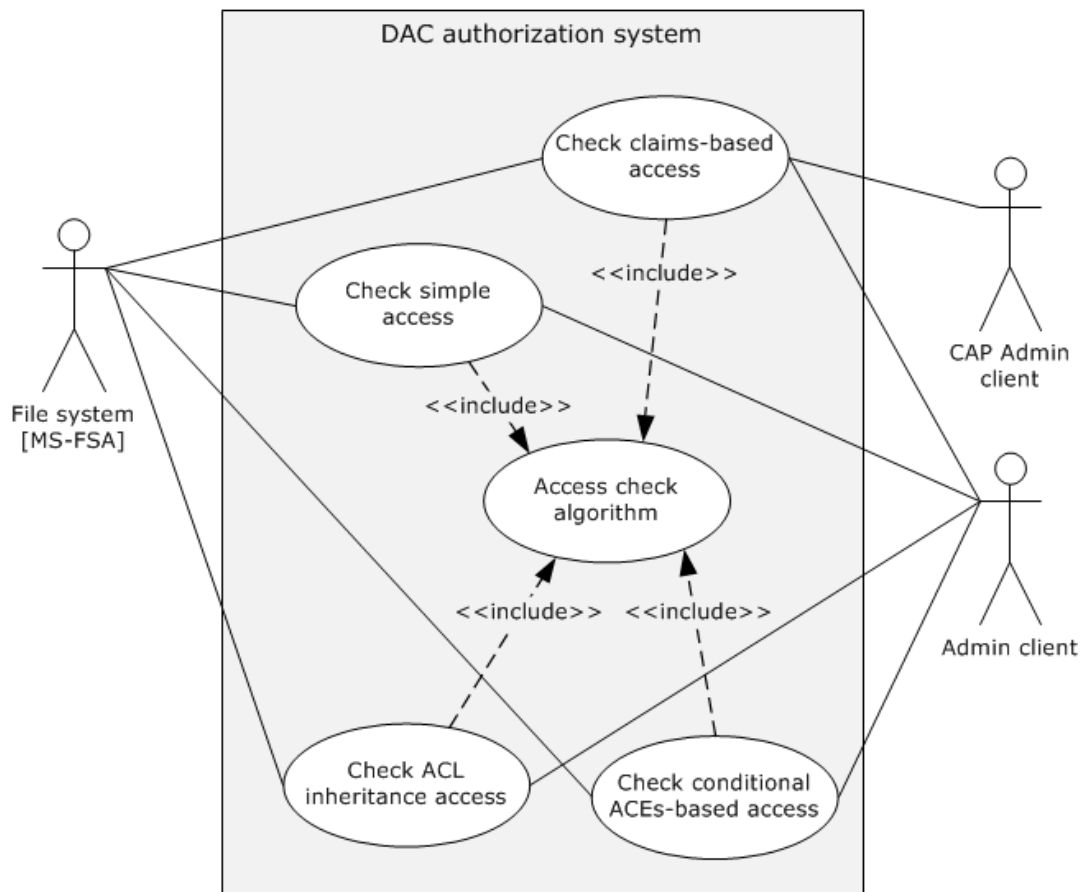 DAC authorization system
Check claims-based
access
<<include>>
Check simple
access
<<include>>
CAP Admin
client
File system
[MS-FSA]
Access check
algorithm
<<include>>
<<include>>
Admin client
Check ACL
inheritance access
Check conditional
ACEs-based access